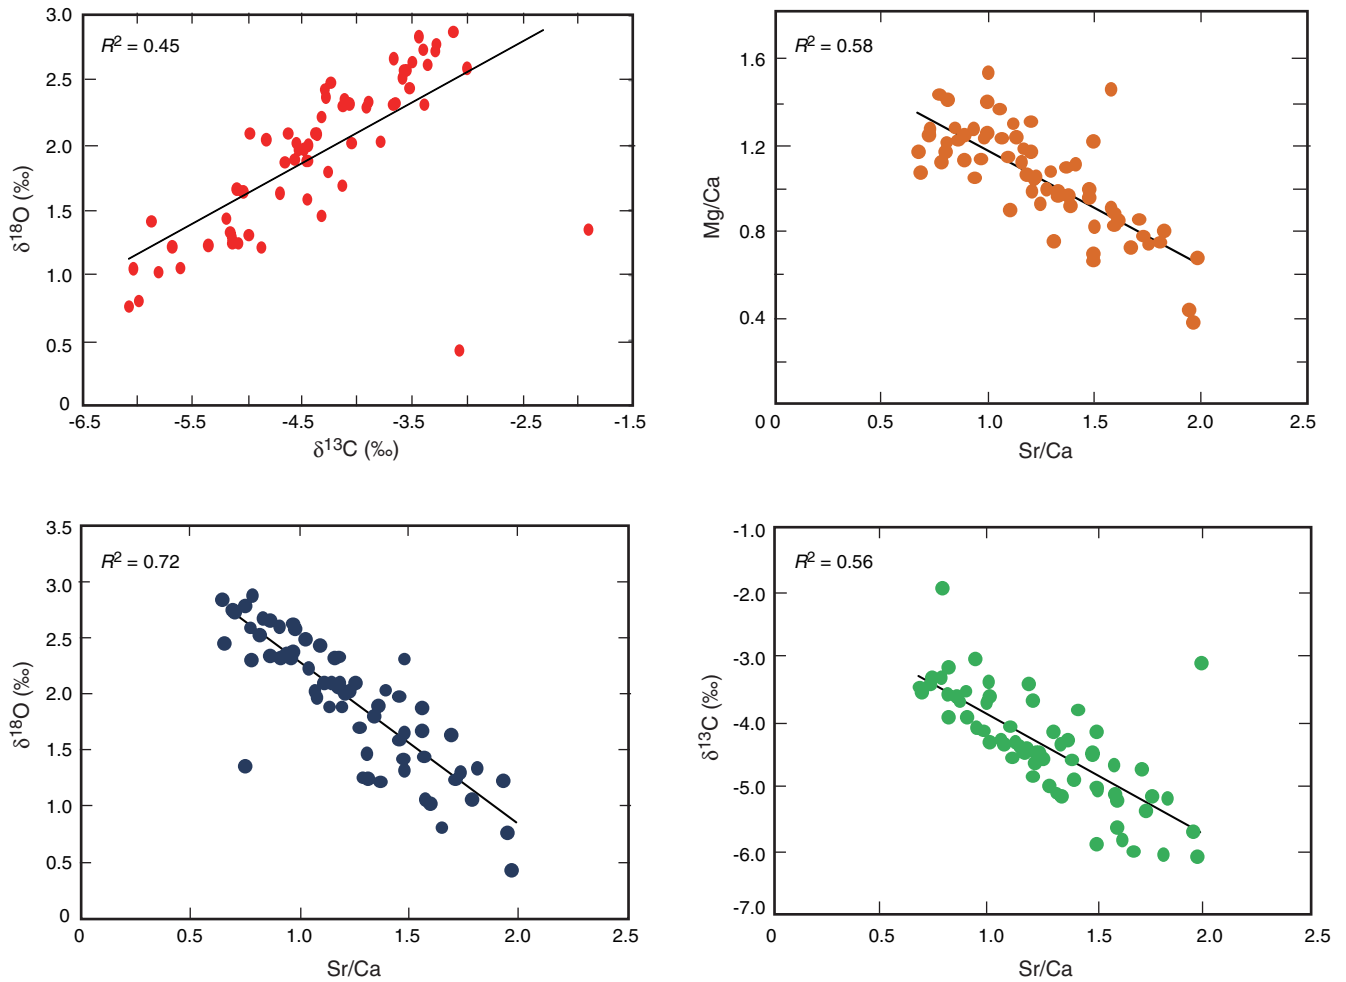 3.0
R² = 0.45
2.5
2.0
1.5
1.0
0.5
0
δ¹⁸O (‰)
-6.5 -5.5 -4.5 -3.5 -2.5 -1.5
δ¹³C (‰)
R² = 0.58
1.6
1.2
0.8
0.4
Mg/Ca
0 0 0.5 1.0 1.5 2.0 2.5
Sr/Ca
3.5
R² = 0.72
3.0
2.5
2.0
1.5
1.0
0.5
0
δ¹⁸O (‰)
0 0.5 1.0 1.5 2.0 2.5
Sr/Ca
-1.0
R² = 0.56
-2.0
-3.0
-4.0
-5.0
-6.0
-7.0
δ¹³C (‰)
0 0.5 1.0 1.5 2.0 2.5
Sr/Ca